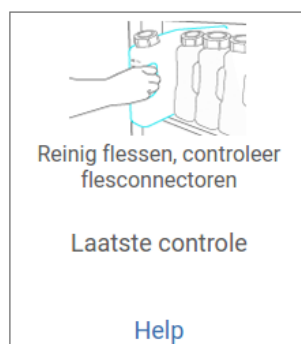 Reinig flessen, controleer
flesconnectoren
Laatste controle
Help